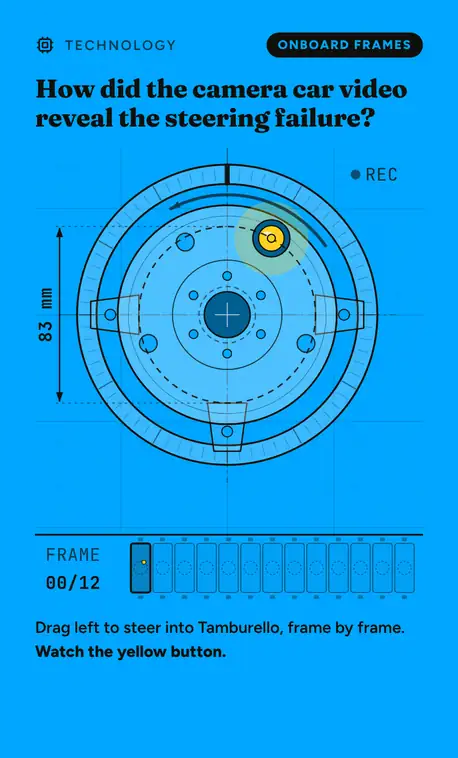 TECHNOLOGY
ONBOARD FRAMES
How did the camera car video
reveal the steering failure?
REC
83 mm
FRAME
00/12
Drag left to steer into Tamburello, frame by frame.
Watch the yellow button.